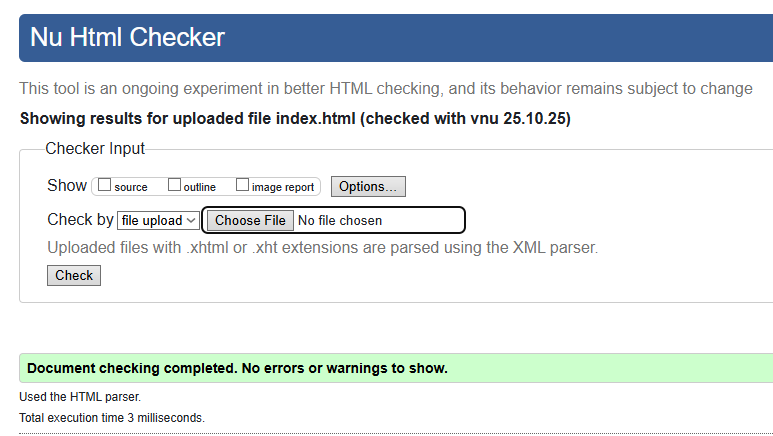 Nu Html Checker
This tool is an ongoing experiment in better HTML checking, and its behavior remains subject to change
Showing results for uploaded file index.html (checked with vnu 25.10.25)
Checker Input
Show source outline image report Options...
Check by file upload Choose File No file chosen
Uploaded files with .xhtml or .xht extensions are parsed using the XML parser.
Check
Document checking completed. No errors or warnings to show.
Used the HTML parser.
Total execution time 3 milliseconds.